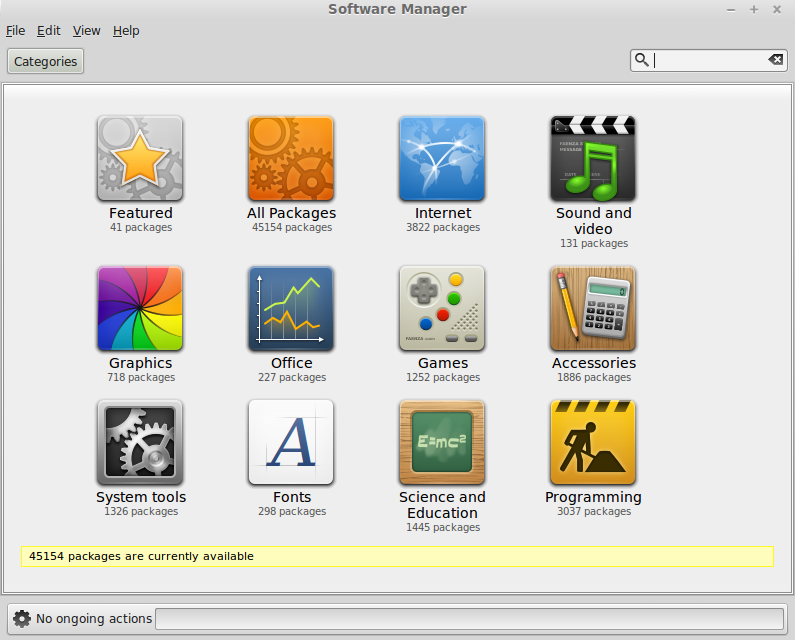 Software Manager
File Edit View Help
Categories
Featured
41 packages
All Packages
45154 packages
Internet
3822 packages
Sound and
video
131 packages
Graphics
718 packages
Office
227 packages
Games
1252 packages
Accessories
1886 packages
System tools
1326 packages
A
Fonts
298 packages
E=mc²
Science and
Education
1445 packages
Programming
3037 packages
45154 packages are currently available
No ongoing actions